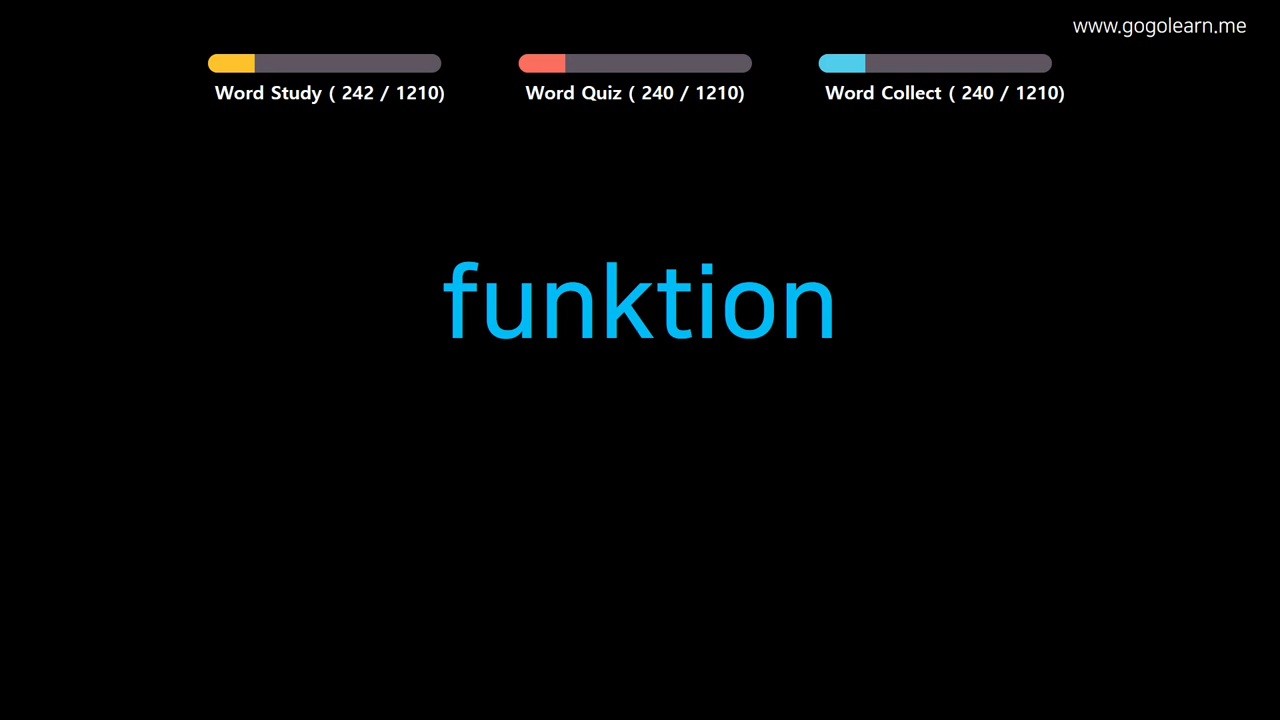 www.gogolearn.me
Word Study ( 242 / 1210)
Word Quiz ( 240 / 1210)
Word Collect ( 240 / 1210)
funktion